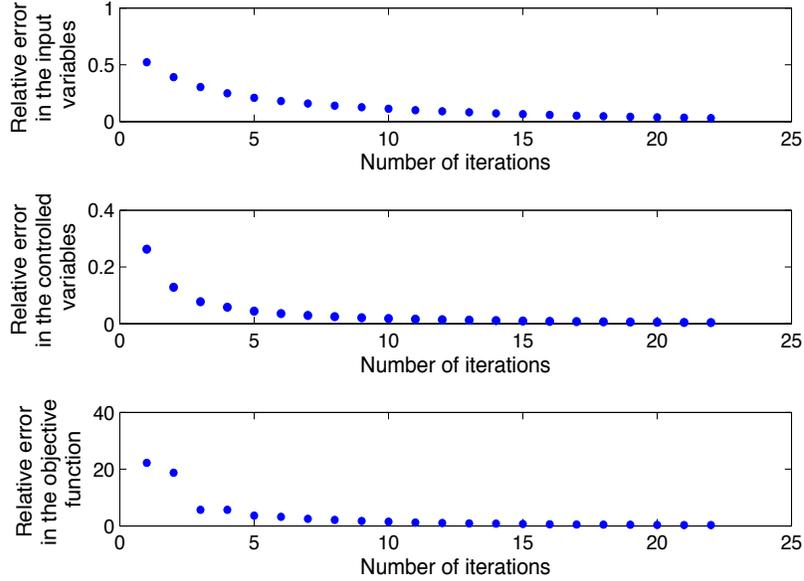 Relative error
in the input
variables
1
0.5
0
0 5 10 15 20 25
Number of iterations
Relative error
in the controlled
variables
0.4
0.2
0
0 5 10 15 20 25
Number of iterations
Relative error
in the objective
function
40
20
0
0 5 10 15 20 25
Number of iterations